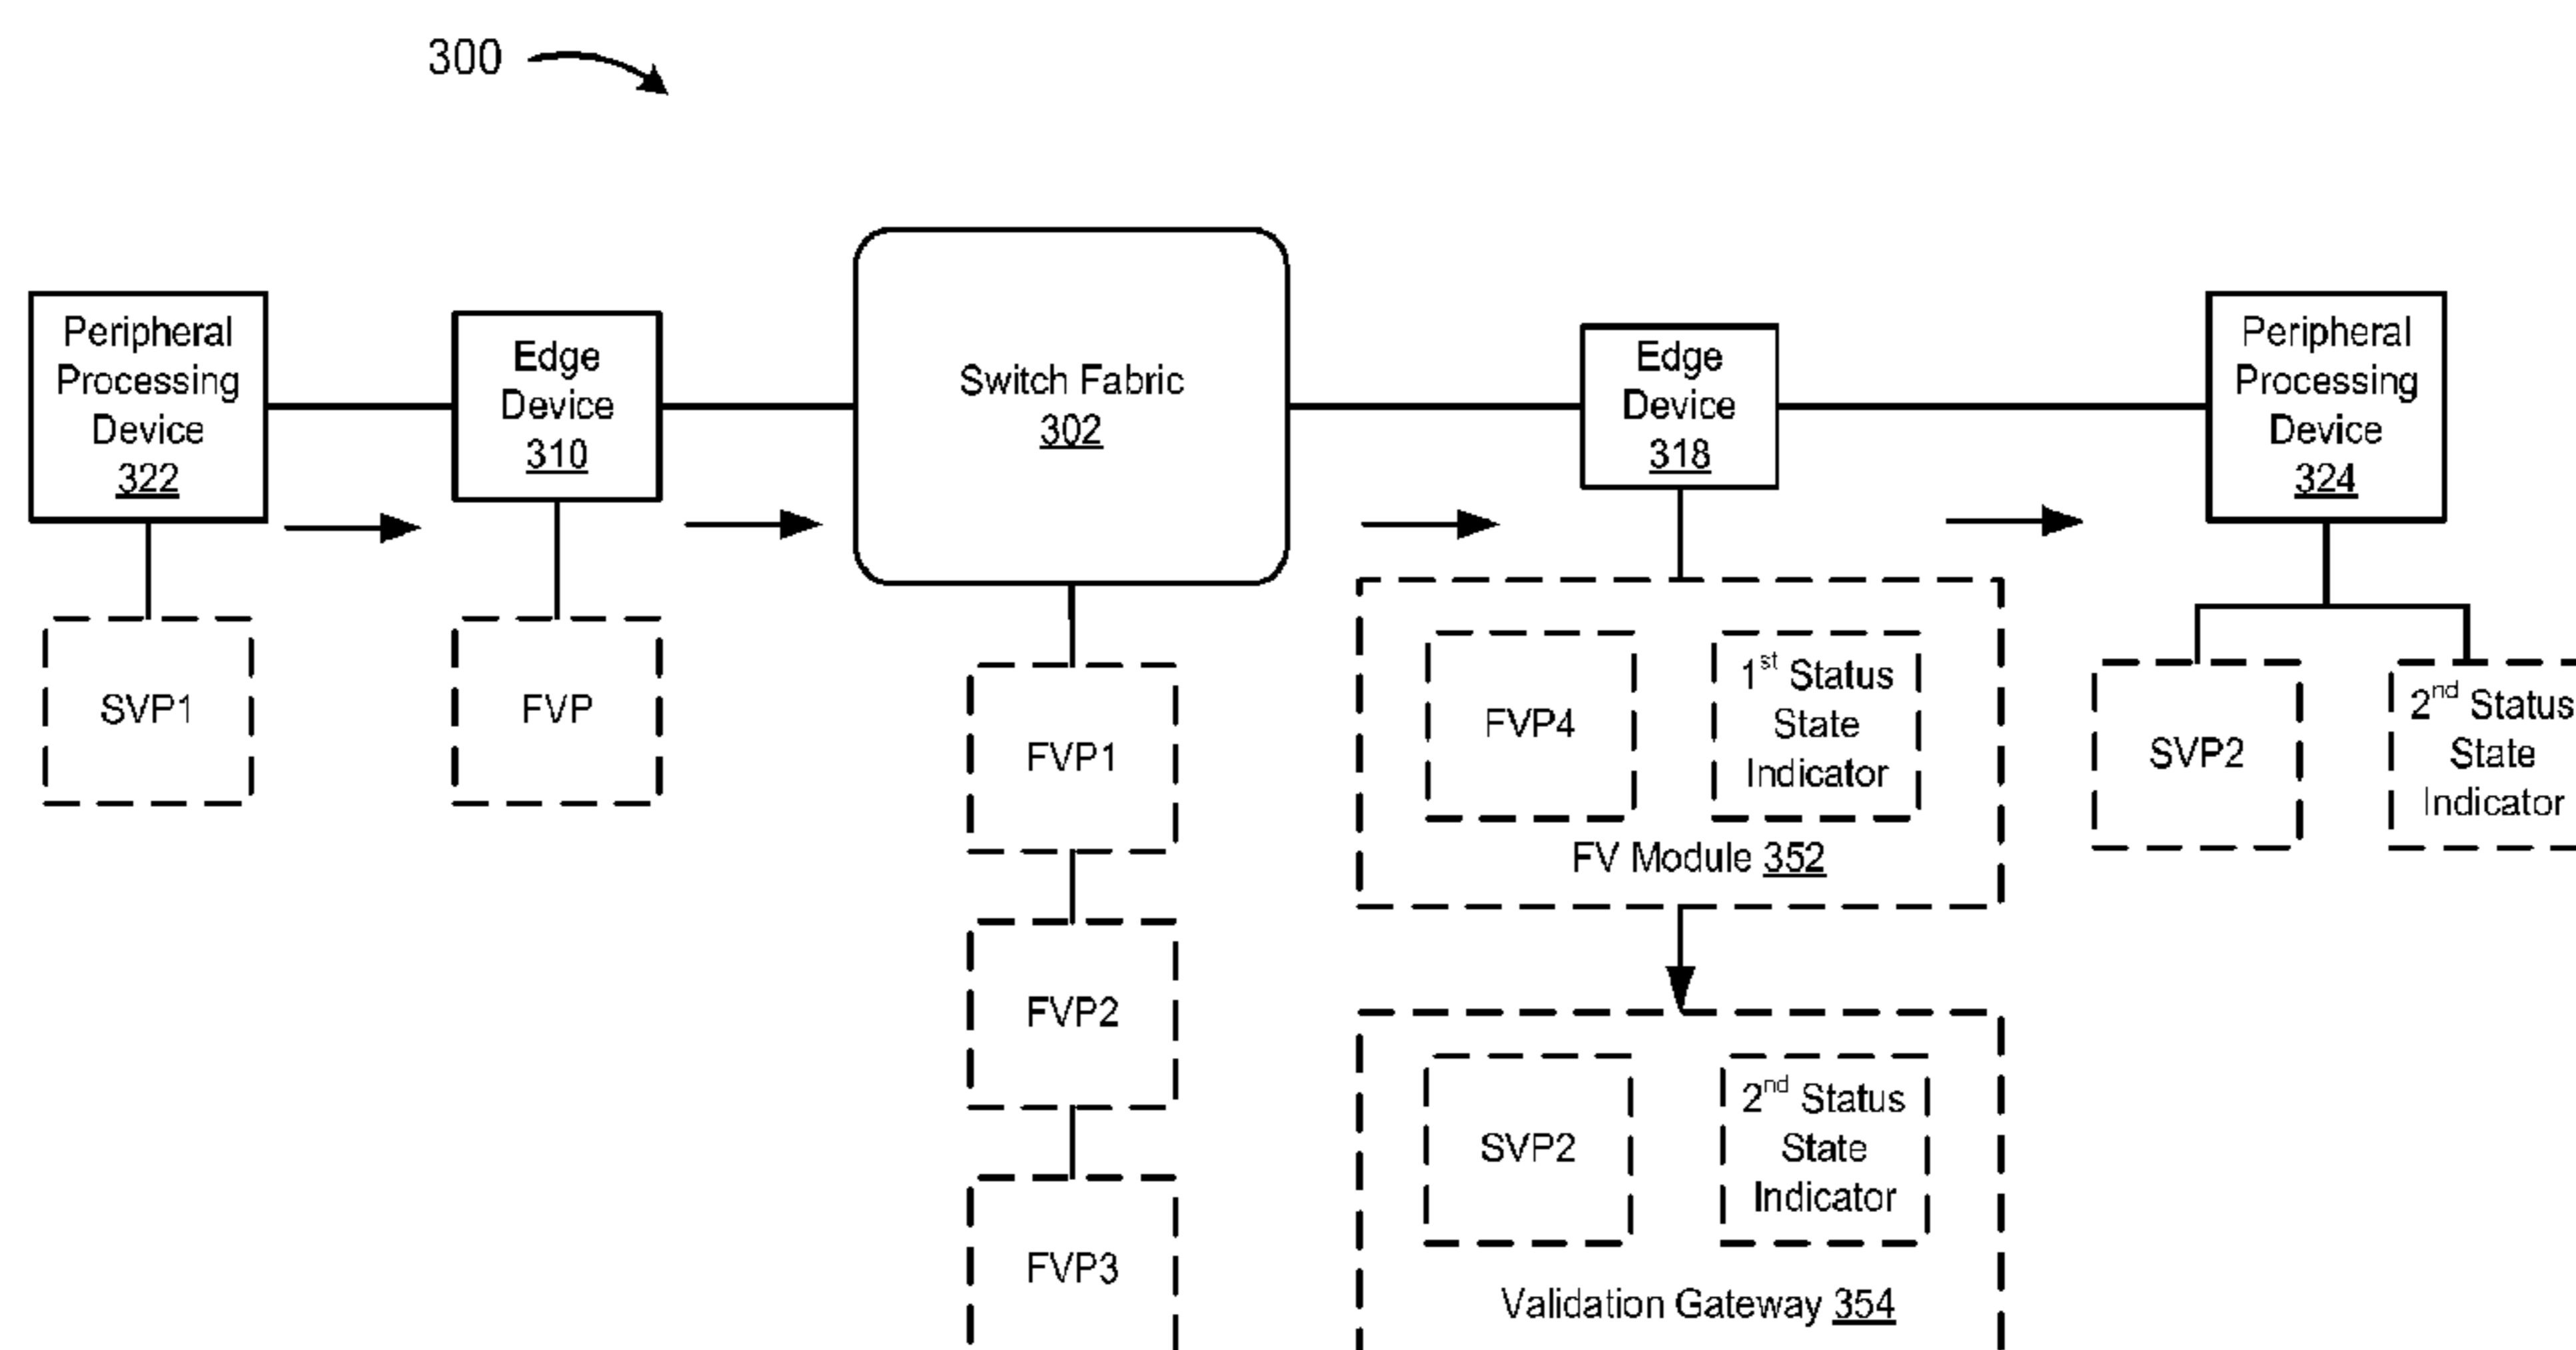 300
Peripheral
Processing
Device
322
Edge
Device
310
Switch Fabric
302
Edge
Device
318
Peripheral
Processing
Device
324
SVP1
FVP
FVP1
FVP2
FVP3
FVP4
1st Status
State
Indicator
FV Module 352
SVP2
2nd Status
State
Indicator
Validation Gateway 354
SVP2
2nd Status
State
Indicator